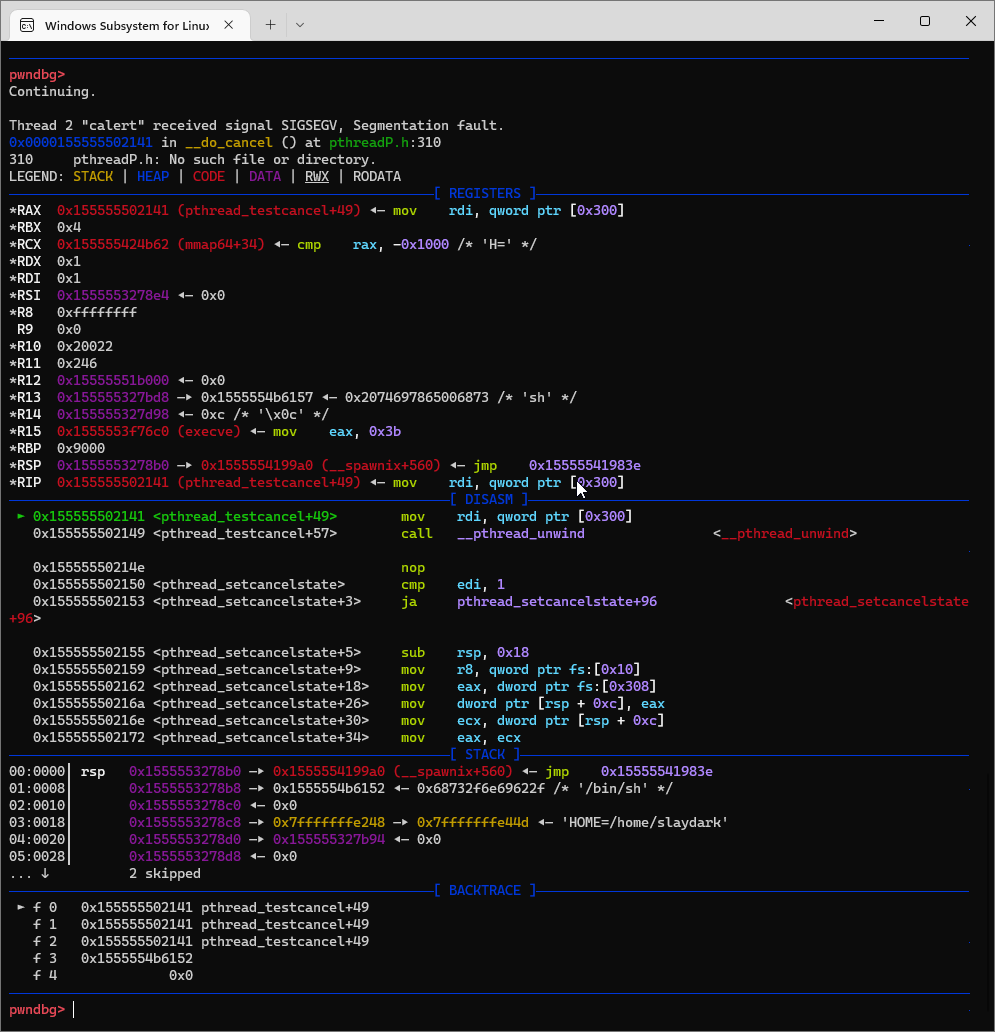 Windows Subsystem for Linux
pwndbg>
Continuing.
Thread 2 "calert" received signal SIGSEGV, Segmentation fault.
0x0000155555502141 in __do_cancel () at pthreadP.h:310
310     pthreadP.h: No such file or directory.
LEGEND: STACK | HEAP | CODE | DATA | RWX | RODATA
[ REGISTERS ]
*RAX  0x155555502141 (pthread_testcancel+49) ◂— mov    rdi, qword ptr [0x300]
*RBX  0x4
*RCX  0x155555424b62 (mmap64+34) ◂— cmp    rax, -0x1000 /* 'H=' */
*RDX  0x1
*RDI  0x1
*RSI  0x1555553278e4 ◂— 0x0
*R8   0xffffffff
 R9   0x0
*R10  0x20022
*R11  0x246
*R12  0x15555551b000 ◂— 0x0
*R13  0x155555327bd8 —▸ 0x1555554b6157 ◂— 0x2074697865006873 /* 'sh' */
*R14  0x155555327d98 ◂— 0xc /* '\x0c' */
*R15  0x1555553f76c0 (execve) ◂— mov    eax, 0x3b
*RBP  0x9000
*RSP  0x1555553278b0 —▸ 0x1555554199a0 (__spawnix+560) ◂— jmp    0x15555541983e
*RIP  0x155555502141 (pthread_testcancel+49) ◂— mov    rdi, qword ptr [0x300]
[ DISASM ]
 ► 0x155555502141 <pthread_testcancel+49>        mov    rdi, qword ptr [0x300]
   0x155555502149 <pthread_testcancel+57>        call   __pthread_unwind                <__pthread_unwind>
   0x15555550214e                                nop
   0x155555502150 <pthread_setcancelstate>       cmp    edi, 1
   0x155555502153 <pthread_setcancelstate+3>     ja     pthread_setcancelstate+96                <pthread_setcancelstate
+96>
   0x155555502155 <pthread_setcancelstate+5>     sub    rsp, 0x18
   0x155555502159 <pthread_setcancelstate+9>     mov    r8, qword ptr fs:[0x10]
   0x155555502162 <pthread_setcancelstate+18>    mov    eax, dword ptr fs:[0x308]
   0x15555550216a <pthread_setcancelstate+26>    mov    dword ptr [rsp + 0xc], eax
   0x15555550216e <pthread_setcancelstate+30>    mov    ecx, dword ptr [rsp + 0xc]
   0x155555502172 <pthread_setcancelstate+34>    mov    eax, ecx
[ STACK ]
00:0000│ rsp   0x1555553278b0 —▸ 0x1555554199a0 (__spawnix+560) ◂— jmp    0x15555541983e
01:0008│       0x1555553278b8 —▸ 0x1555554b6152 ◂— 0x68732f6e69622f /* '/bin/sh' */
02:0010│       0x1555553278c0 ◂— 0x0
03:0018│       0x1555553278c8 —▸ 0x7fffffffe248 —▸ 0x7fffffffe44d ◂— 'HOME=/home/slaydark'
04:0020│       0x1555553278d0 —▸ 0x155555327b94 ◂— 0x0
05:0028│       0x1555553278d8 ◂— 0x0
... ↓          2 skipped
[ BACKTRACE ]
 ► f 0   0x155555502141 pthread_testcancel+49
   f 1   0x155555502141 pthread_testcancel+49
   f 2   0x155555502141 pthread_testcancel+49
   f 3   0x1555554b6152
   f 4              0x0
pwndbg>